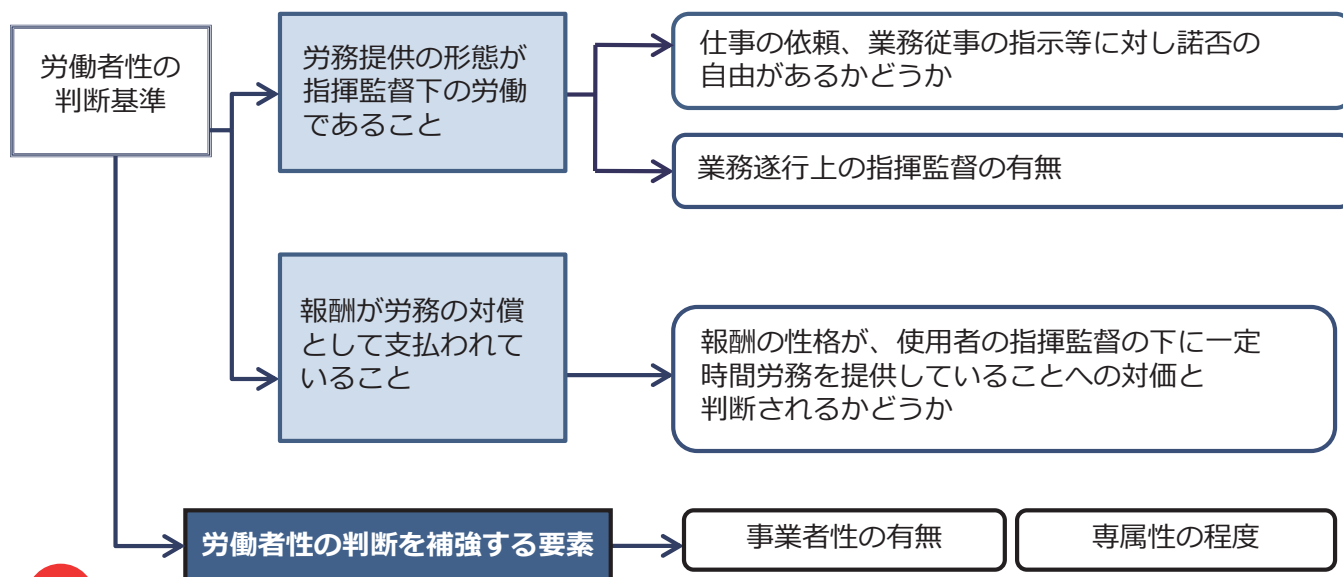 労働者性の
判断基準
労務提供の形態が
指揮監督下の労働
であること
仕事の依頼、業務従事の指示等に対し諾否の
自由があるかどうか
業務遂行上の指揮監督の有無
報酬が労務の対償
として支払われて
いること
報酬の性格が、使用者の指揮監督の下に一定
時間労務を提供していることへの対価と
判断されるかどうか
労働者性の判断を補強する要素
事業者性の有無
専属性の程度